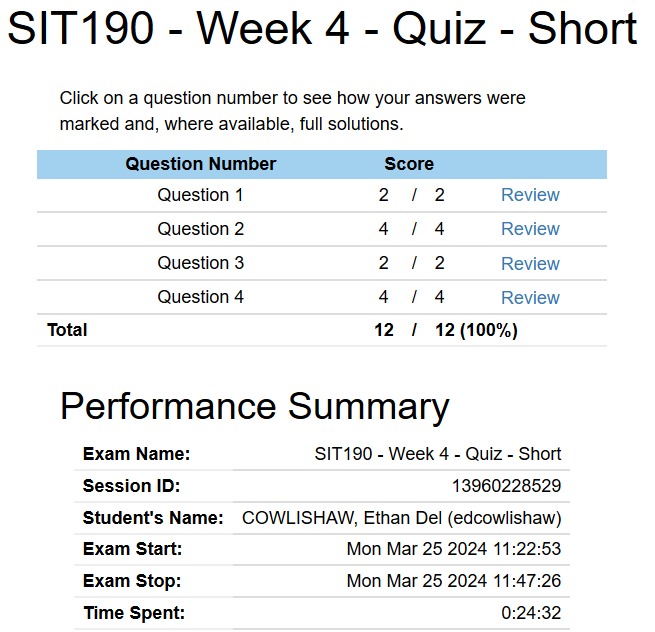 SIT190 - Week 4 - Quiz - Short
Click on a question number to see how your answers were
marked and, where available, full solutions.
Question Number Score
Question 1 2 / 2 Review
Question 2 4 / 4 Review
Question 3 2 / 2 Review
Question 4 4 / 4 Review
Total 12 / 12 (100%)
Performance Summary
Exam Name: SIT190 - Week 4 - Quiz - Short
Session ID: 13960228529
Student's Name: COWLISHAW, Ethan Del (edcowlishaw)
Exam Start: Mon Mar 25 2024 11:22:53
Exam Stop: Mon Mar 25 2024 11:47:26
Time Spent: 0:24:32